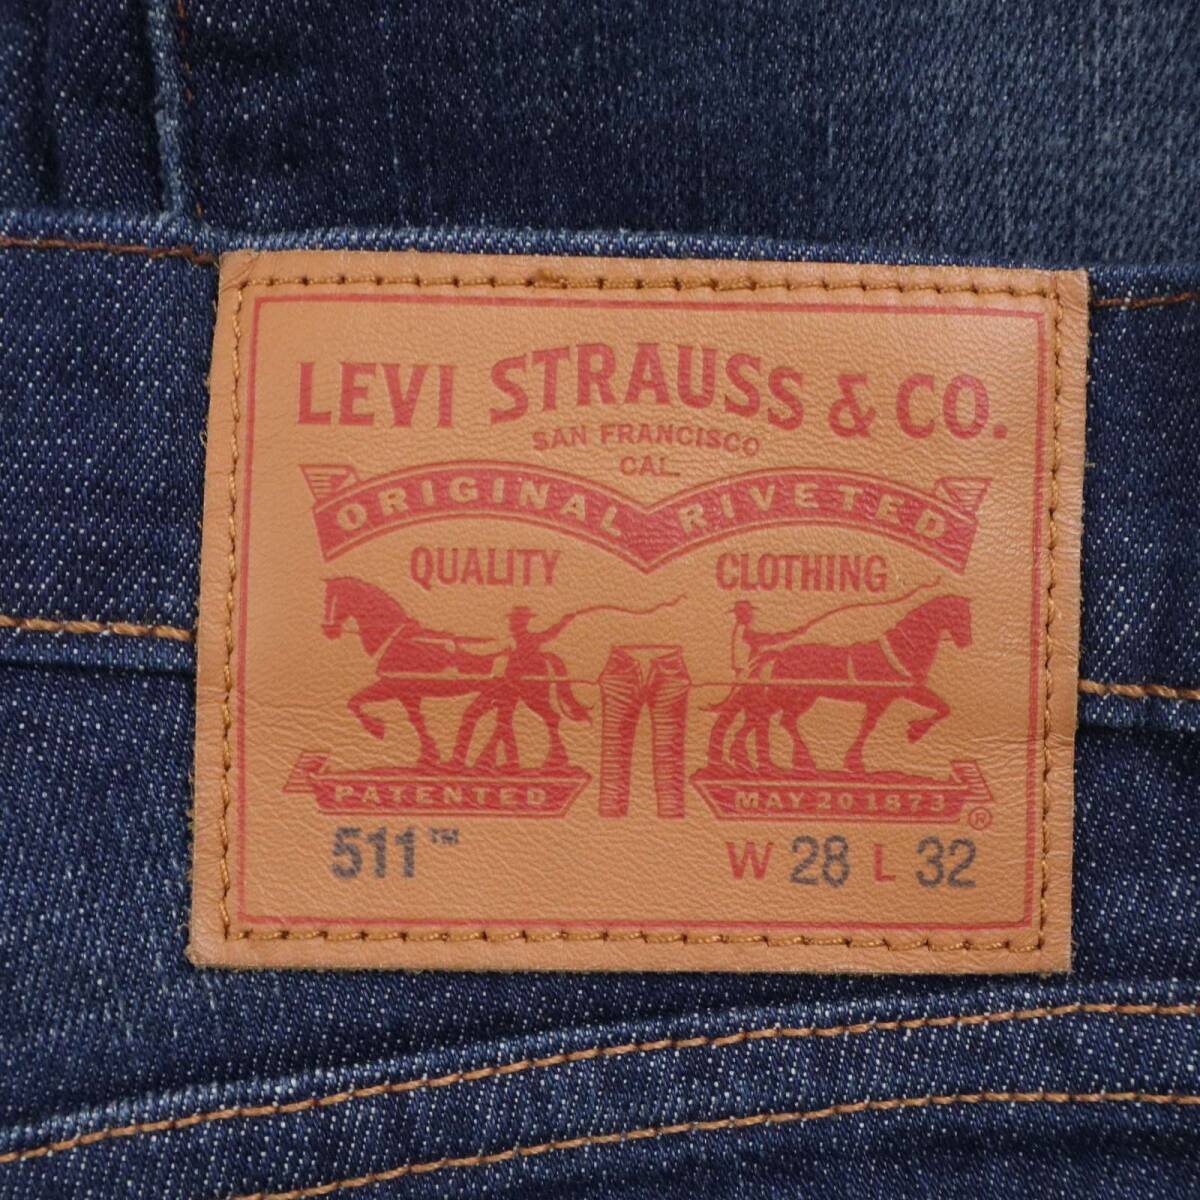 LEVI STRAUSS & CO.
SAN FRANCISCO
CAL.
ORIGINAL RIVETED
QUALITY CLOTHING
PATENTED MAY 20 1873 ®
511™ W 28 L 32